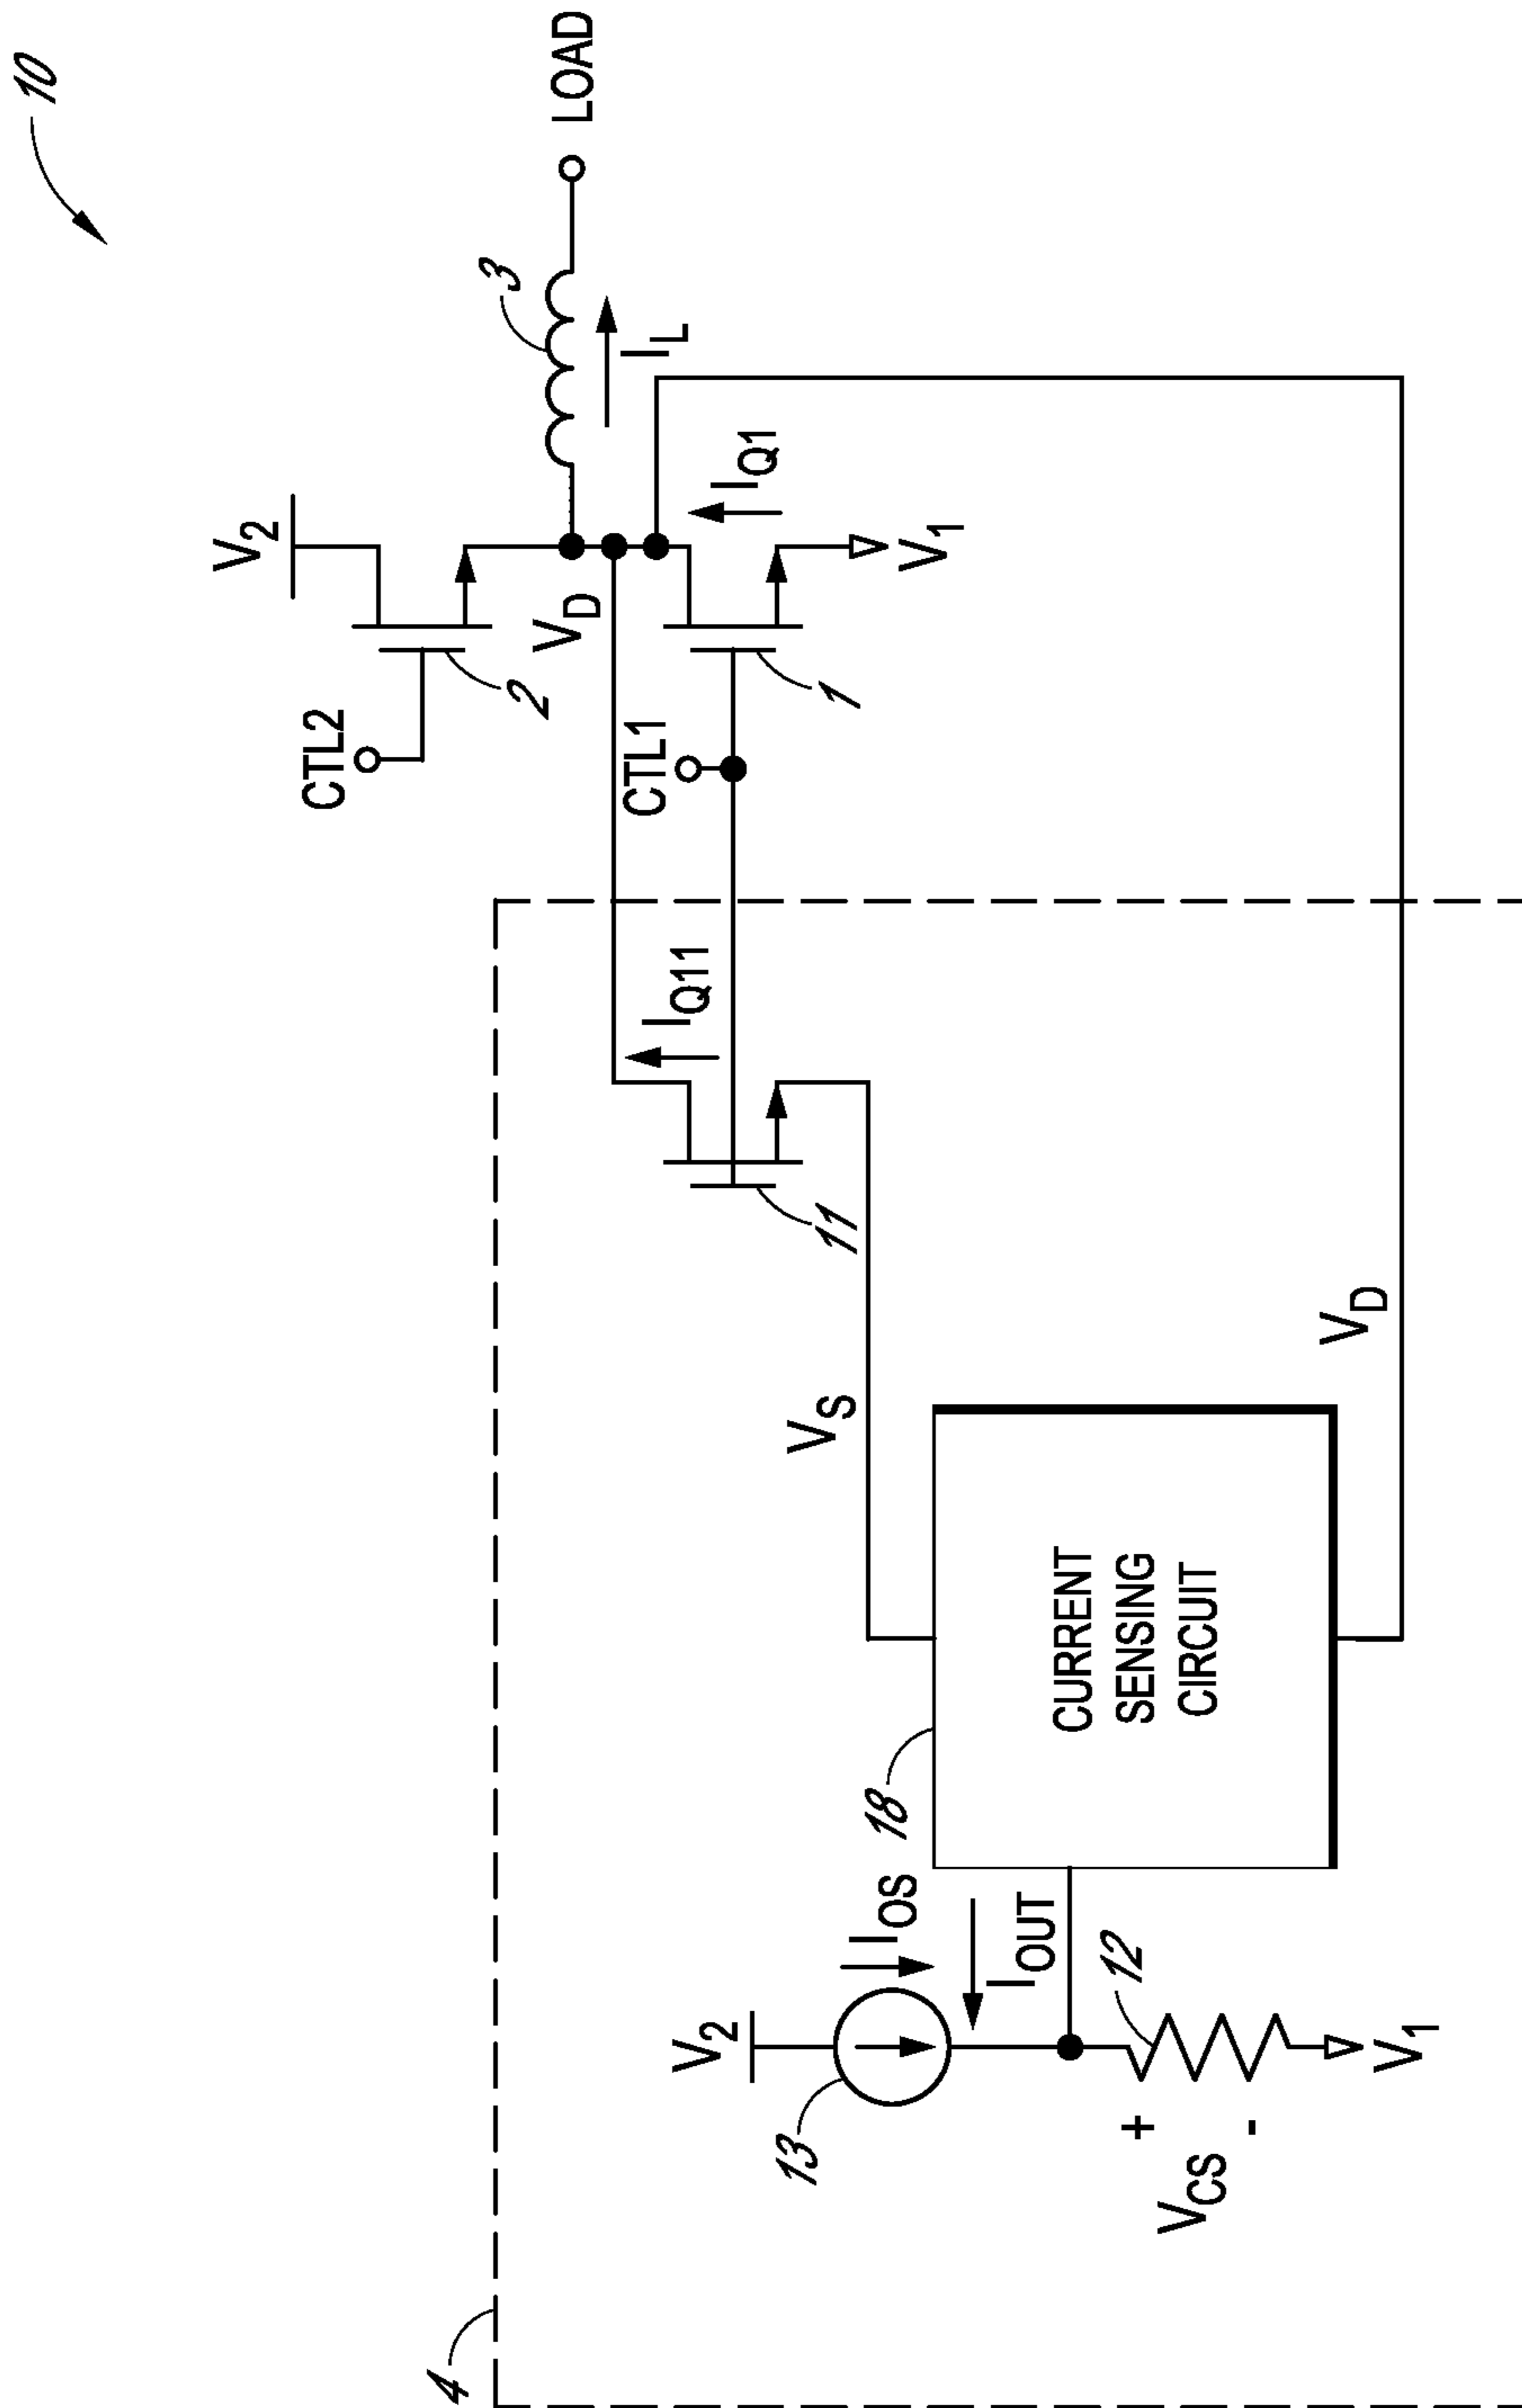 10
V2
CTL2
2
3
LOAD
VD
IL
CTL1
1
IQ1
V1
4
IQ11
11
VS
V2
13
IOS
18
CURRENT
SENSING
CIRCUIT
IOUT
12
+
VCS
-
V1
VD